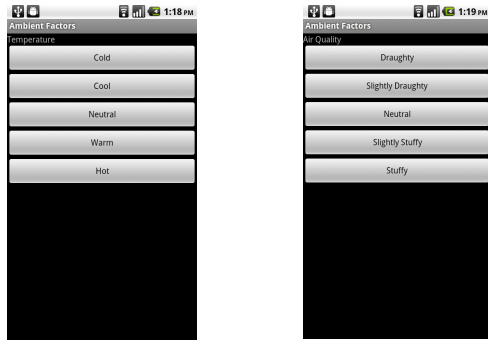 1:18 PM
Ambient Factors
Temperature
Cold
Cool
Neutral
Warm
Hot
1:19 PM
Ambient Factors
Air Quality
Draughty
Slightly Draughty
Neutral
Slightly Stuffy
Stuffy